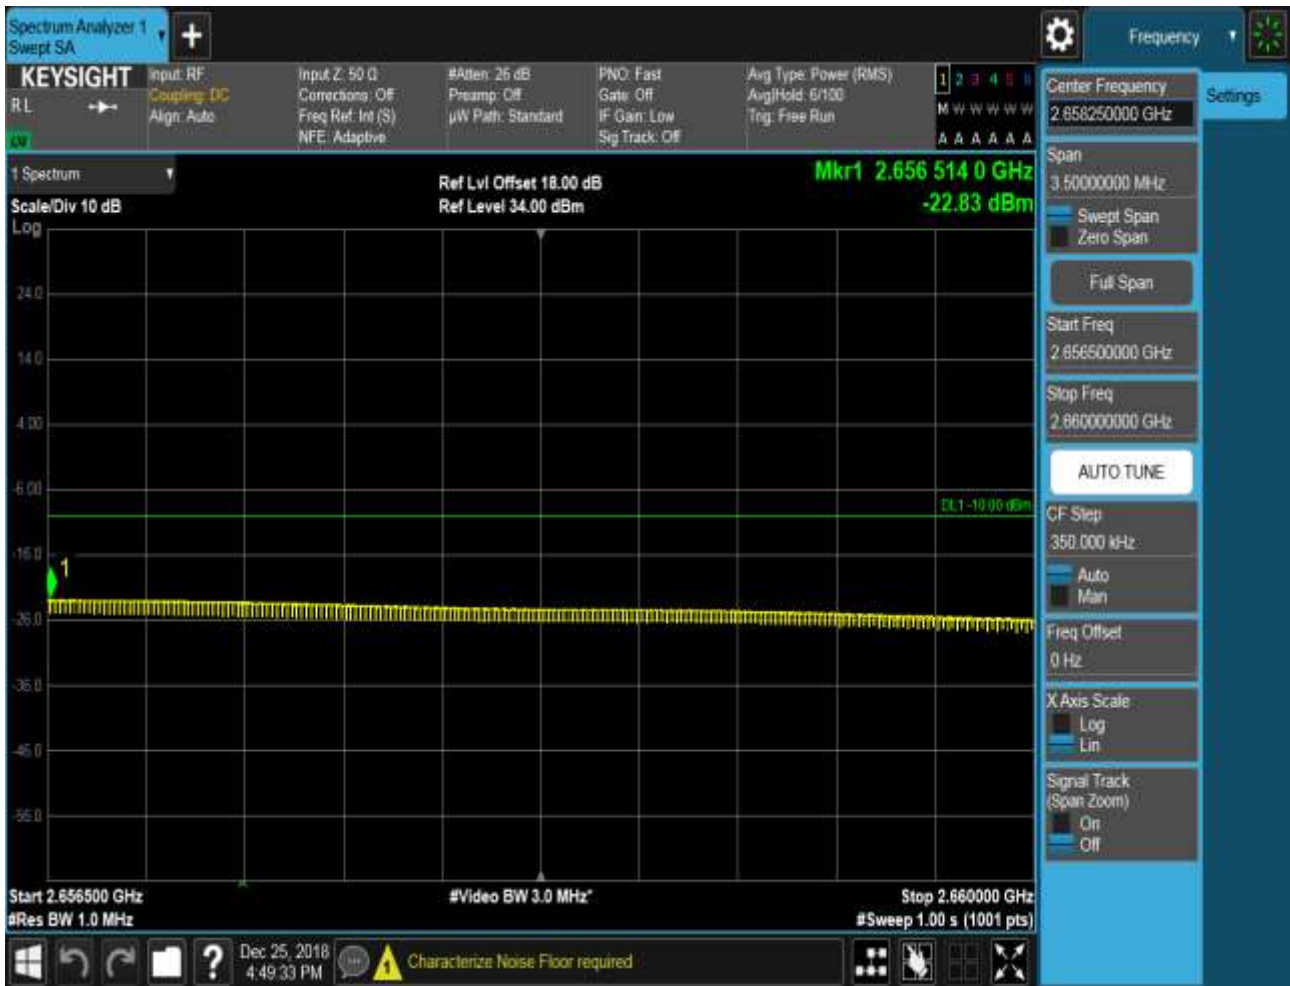 Spectrum Analyzer 1
Swept SA
+
Frequency
KEYSIGHT
RL
LXI
Input: RF
Coupling: DC
Align: Auto
Input Z: 50 Ω
Corrections: Off
Freq Ref: Int (S)
NFE: Adaptive
#Atten: 26 dB
Preamp: Off
µW Path: Standard
PNO: Fast
Gate: Off
IF Gain: Low
Sig Track: Off
Avg Type: Power (RMS)
Avg|Hold: 6/100
Trig: Free Run
1 2 3 4 5 6
M W W W W W
A A A A A A
1 Spectrum
Scale/Div 10 dB
Log
Ref Lvl Offset 18.00 dB
Ref Level 34.00 dBm
Mkr1 2.656 514 0 GHz
-22.83 dBm
24.0
14.0
4.00
-6.00
-16.0
-26.0
-36.0
-46.0
-56.0
DL1 -10.00 dBm
1
Start 2.656500 GHz
#Res BW 1.0 MHz
#Video BW 3.0 MHz*
Stop 2.660000 GHz
#Sweep 1.00 s (1001 pts)
Center Frequency
2.658250000 GHz
Settings
Span
3.50000000 MHz
Swept Span
Zero Span
Full Span
Start Freq
2.656500000 GHz
Stop Freq
2.660000000 GHz
AUTO TUNE
CF Step
350.000 kHz
Auto
Man
Freq Offset
0 Hz
X Axis Scale
Log
Lin
Signal Track
(Span Zoom)
On
Off
?
Dec 25, 2018
4:49:33 PM
1
Characterize Noise Floor required